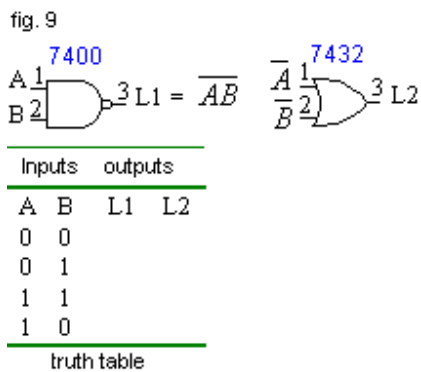 fig. 9
7400
A 1
B 2
3 L1 = A̅B̅
7432
A̅ 1
B̅ 2
3 L2
Inputs outputs
A B L1 L2
0 0
0 1
1 1
1 0
truth table